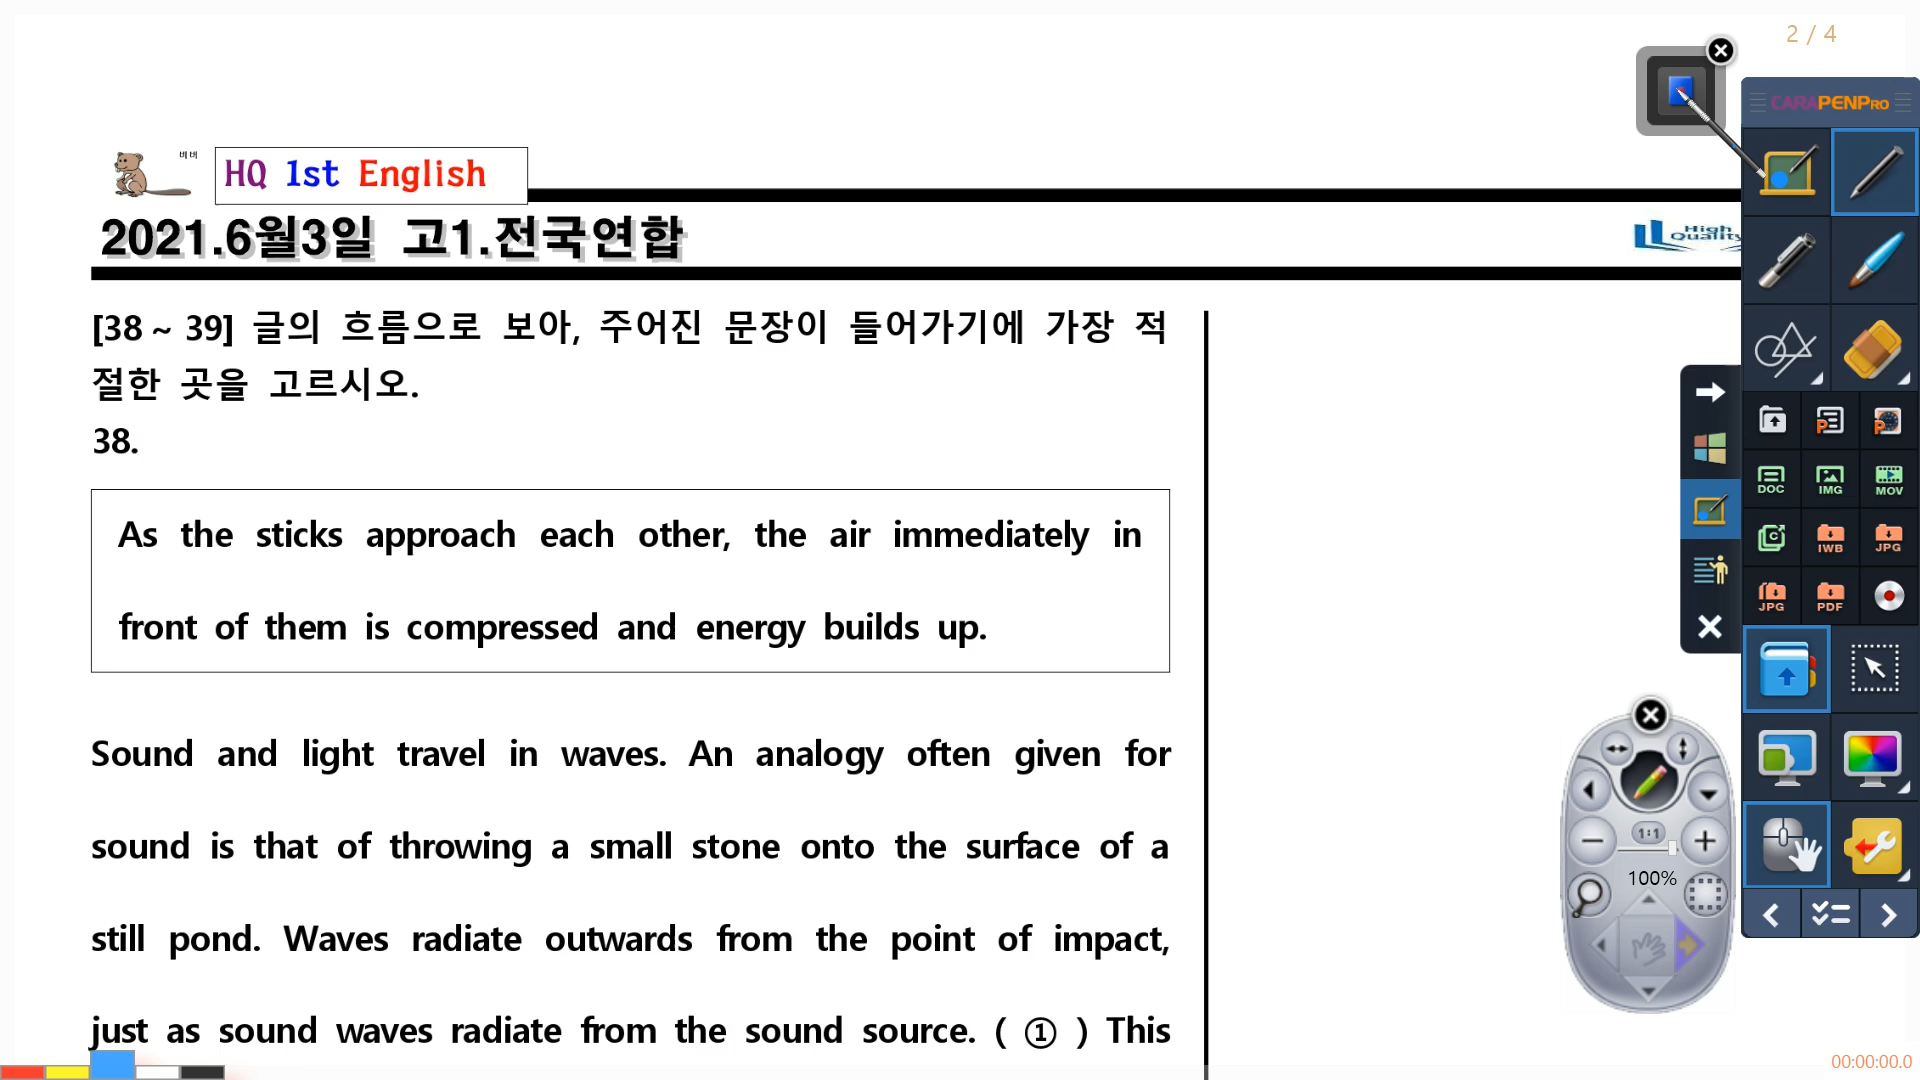 2 / 4
CARAPENPRO
비버
HQ 1st English
2021.6월3일 고1.전국연합
High
Quality
[38 ~ 39] 글의 흐름으로 보아, 주어진 문장이 들어가기에 가장 적
절한 곳을 고르시오.
38.
As the sticks approach each other, the air immediately in
front of them is compressed and energy builds up.
Sound and light travel in waves. An analogy often given for
sound is that of throwing a small stone onto the surface of a
still pond. Waves radiate outwards from the point of impact,
just as sound waves radiate from the sound source. ( ① ) This
DOC IMG MOV
IWB JPG
JPG PDF
1:1
100%
00:00:00.0